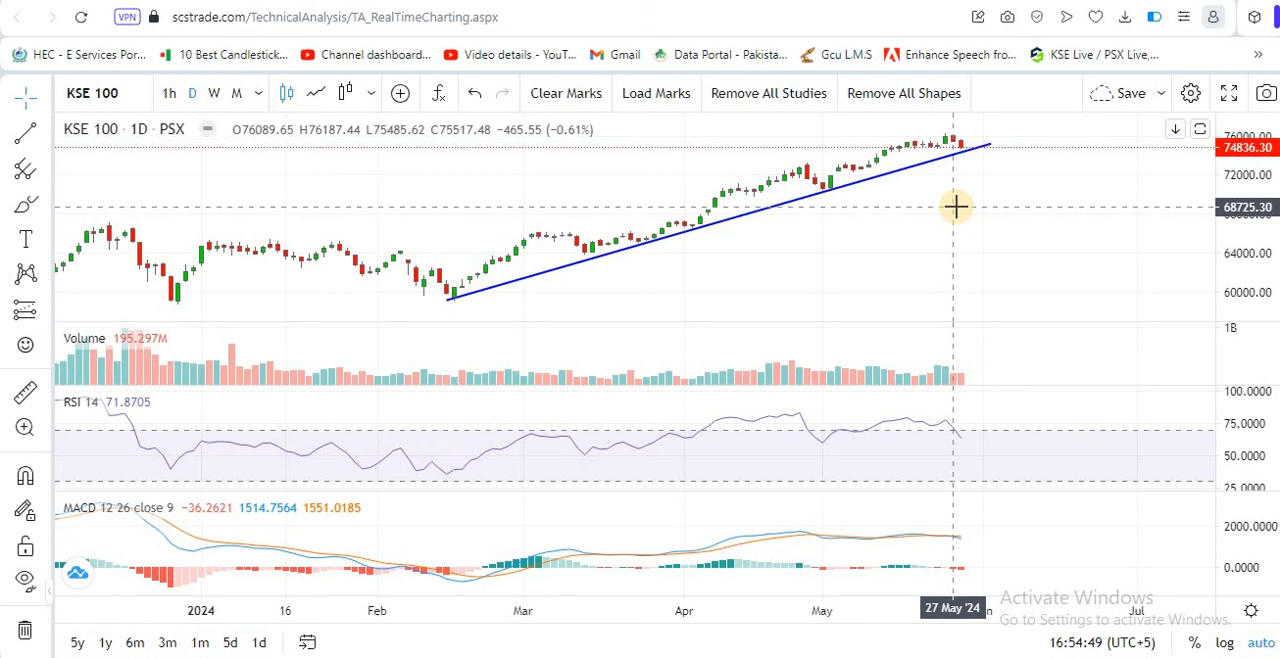 VPN scstrade.com/TechnicalAnalysis/TA_RealTimeCharting.aspx
HEC - E Services Por... 10 Best Candlestick... Channel dashboard... Video details - YouT... Gmail Data Portal - Pakista... Gcu L.M.S Enhance Speech fro... KSE Live / PSX Live,... »
KSE 100 1h D W M Clear Marks Load Marks Remove All Studies Remove All Shapes Save
KSE 100 · 1D · PSX O76089.65 H76187.44 L75485.62 C75517.48 −465.55 (−0.61%)
76000.00
74836.30
72000.00
68725.30
64000.00
60000.00
Volume 195.297M
1B
RSI 14 71.8705
100.0000
75.0000
50.0000
25.0000
MACD 12 26 close 9 −36.2621 1514.7564 1551.0185
2000.0000
0.0000
2024 16 Feb Mar Apr May 27 May '24 Jul
Activate Windows
Go to Settings to activate Windows.
5y 1y 6m 3m 1m 5d 1d 16:54:49 (UTC+5) % log auto